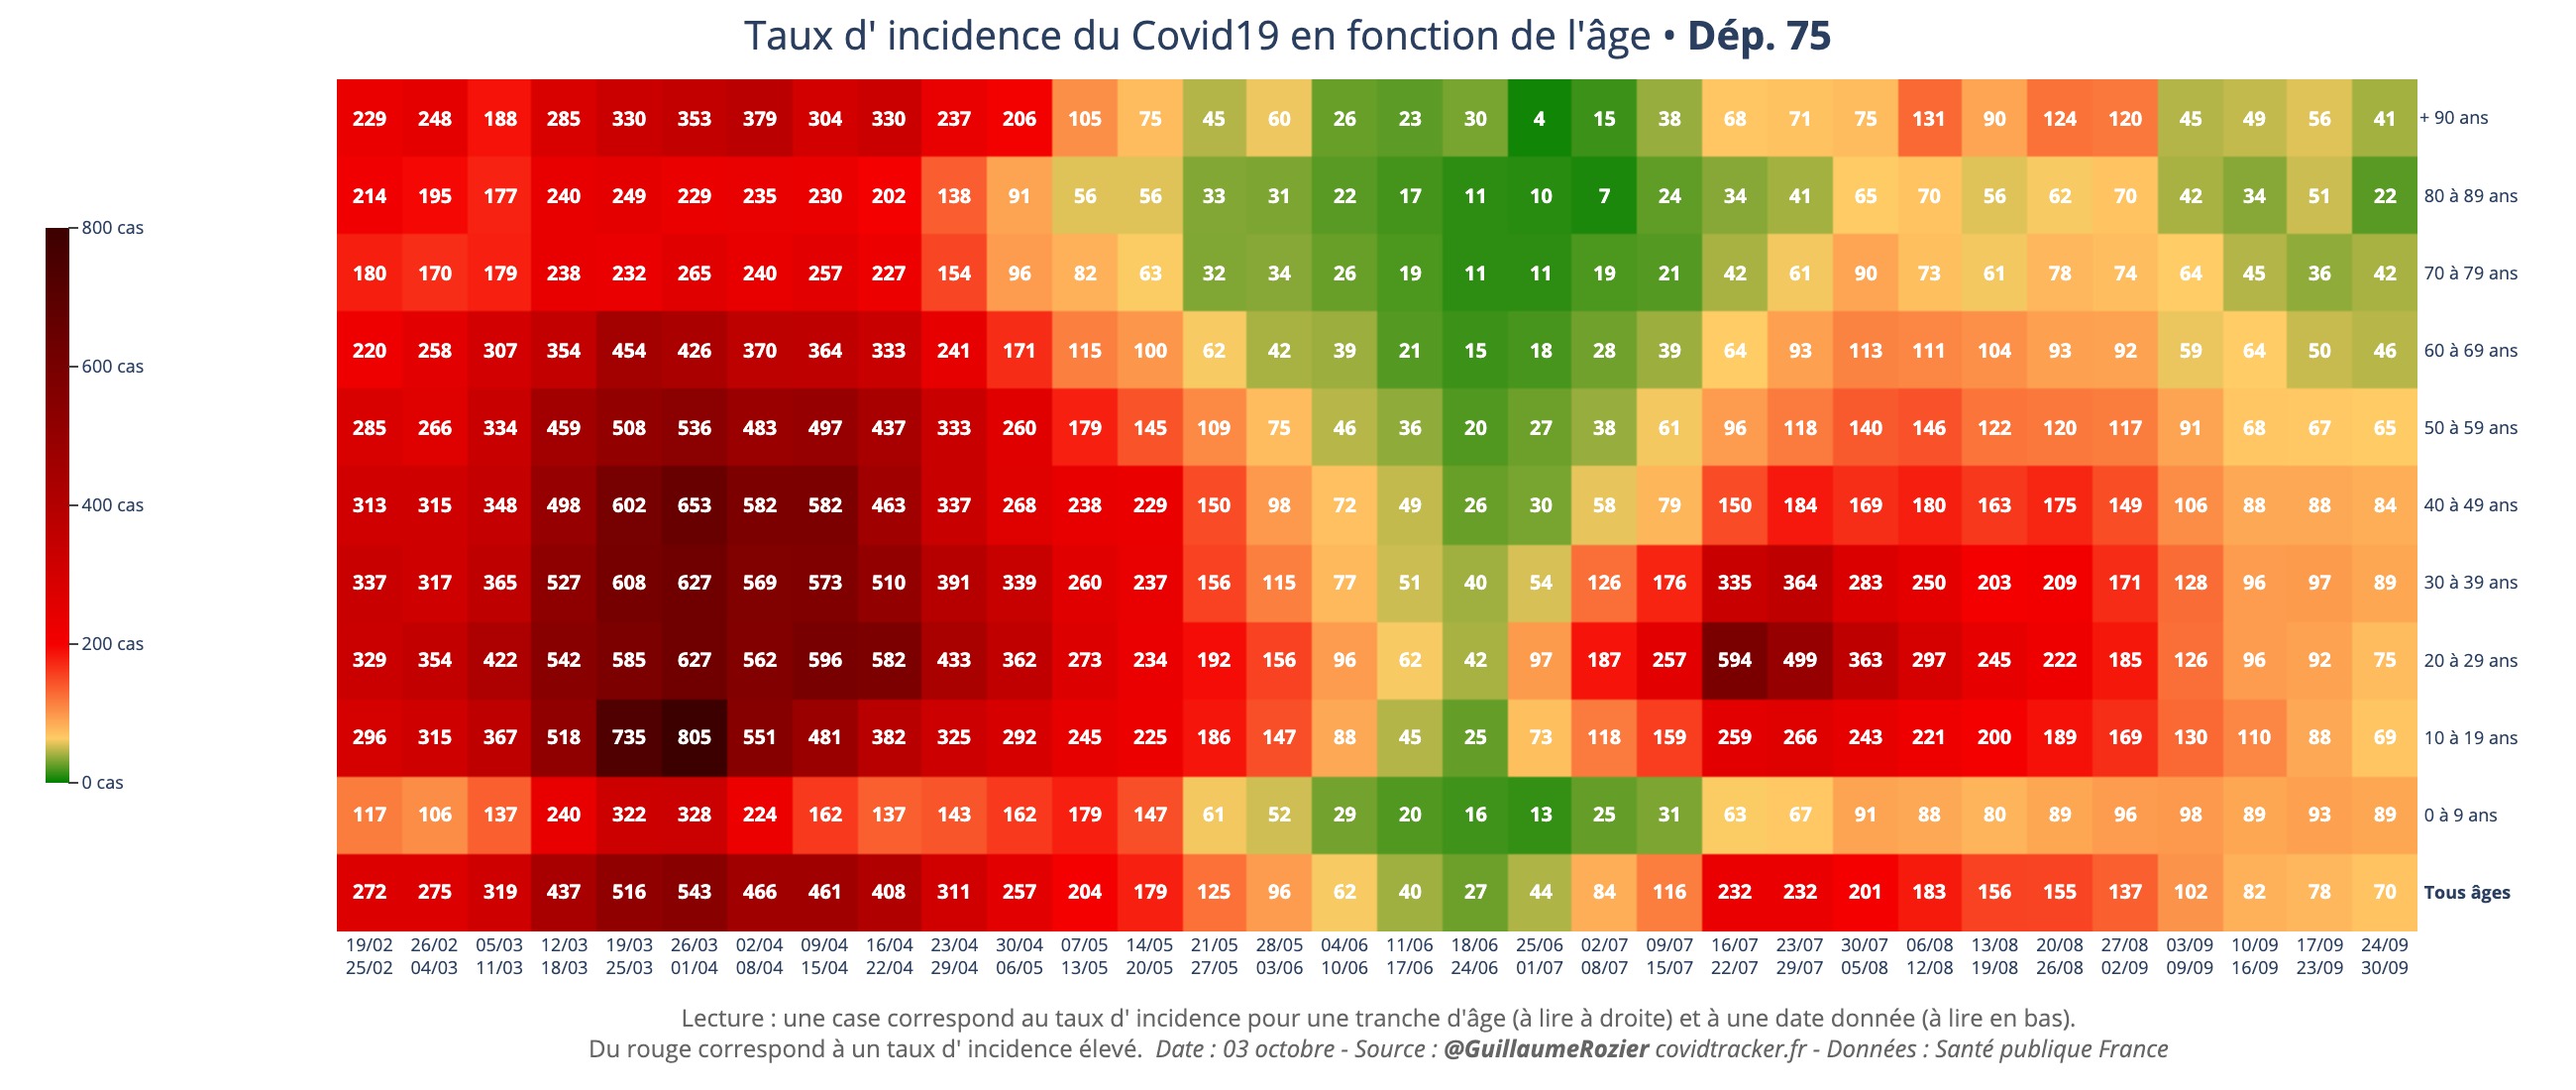 Taux d' incidence du Covid19 en fonction de l'âge • Dép. 75
229 248 188 285 330 353 379 304 330 237 206 105 75 45 60 26 23 30 4 15 38 68 71 75 131 90 124 120 45 49 56 41 + 90 ans
214 195 177 240 249 229 235 230 202 138 91 56 56 33 31 22 17 11 10 7 24 34 41 65 70 56 62 70 42 34 51 22 80 à 89 ans
800 cas
180 170 179 238 232 265 240 257 227 154 96 82 63 32 34 26 19 11 11 19 21 42 61 90 73 61 78 74 64 45 36 42 70 à 79 ans
220 258 307 354 454 426 370 364 333 241 171 115 100 62 42 39 21 15 18 28 39 64 93 113 111 104 93 92 59 64 50 46 60 à 69 ans
600 cas
285 266 334 459 508 536 483 497 437 333 260 179 145 109 75 46 36 20 27 38 61 96 118 140 146 122 120 117 91 68 67 65 50 à 59 ans
400 cas
313 315 348 498 602 653 582 582 463 337 268 238 229 150 98 72 49 26 30 58 79 150 184 169 180 163 175 149 106 88 88 84 40 à 49 ans
337 317 365 527 608 627 569 573 510 391 339 260 237 156 115 77 51 40 54 126 176 335 364 283 250 203 209 171 128 96 97 89 30 à 39 ans
200 cas
329 354 422 542 585 627 562 596 582 433 362 273 234 192 156 96 62 42 97 187 257 594 499 363 297 245 222 185 126 96 92 75 20 à 29 ans
296 315 367 518 735 805 551 481 382 325 292 245 225 186 147 88 45 25 73 118 159 259 266 243 221 200 189 169 130 110 88 69 10 à 19 ans
0 cas
117 106 137 240 322 328 224 162 137 143 162 179 147 61 52 29 20 16 13 25 31 63 67 91 88 80 89 96 98 89 93 89 0 à 9 ans
272 275 319 437 516 543 466 461 408 311 257 204 179 125 96 62 40 27 44 84 116 232 232 201 183 156 155 137 102 82 78 70 Tous âges
19/02 26/02 05/03 12/03 19/03 26/03 02/04 09/04 16/04 23/04 30/04 07/05 14/05 21/05 28/05 04/06 11/06 18/06 25/06 02/07 09/07 16/07 23/07 30/07 06/08 13/08 20/08 27/08 03/09 10/09 17/09 24/09
25/02 04/03 11/03 18/03 25/03 01/04 08/04 15/04 22/04 29/04 06/05 13/05 20/05 27/05 03/06 10/06 17/06 24/06 01/07 08/07 15/07 22/07 29/07 05/08 12/08 19/08 26/08 02/09 09/09 16/09 23/09 30/09
Lecture : une case correspond au taux d' incidence pour une tranche d'âge (à lire à droite) et à une date donnée (à lire en bas).
Du rouge correspond à un taux d' incidence élevé. Date : 03 octobre - Source : @GuillaumeRozier covidtracker.fr - Données : Santé publique France